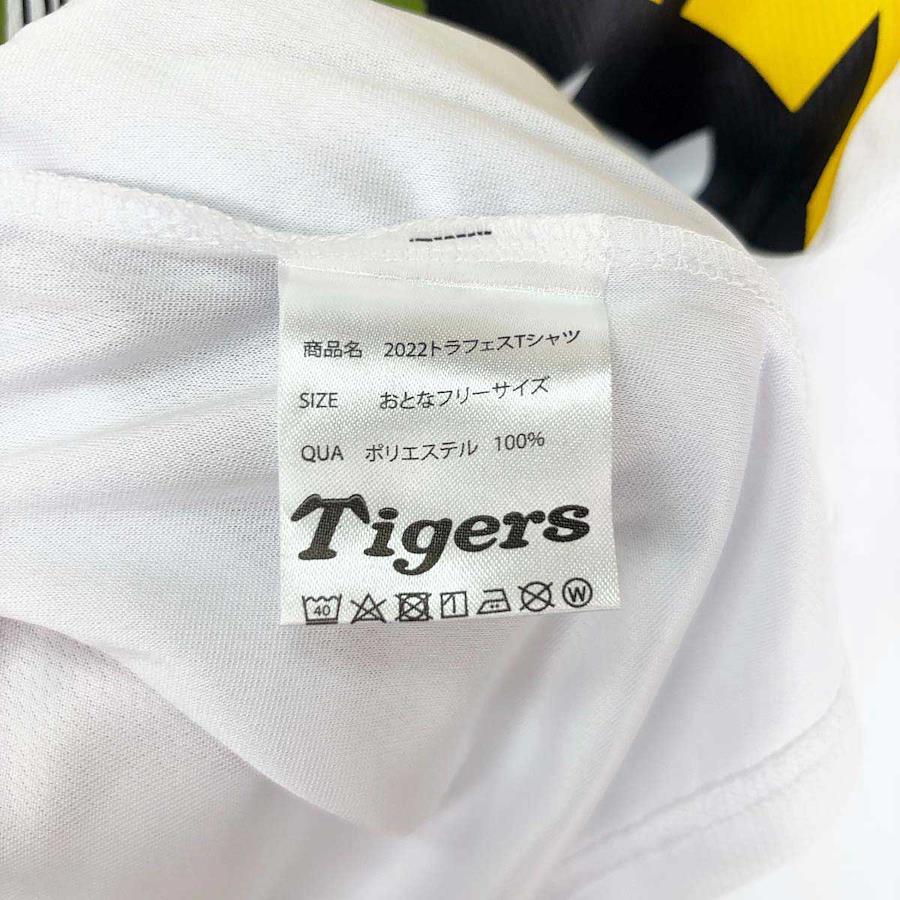 商品名 2022トラフェスTシャツ
SIZE おとなフリーサイズ
QUA ポリエステル 100%
Tigers
40 W